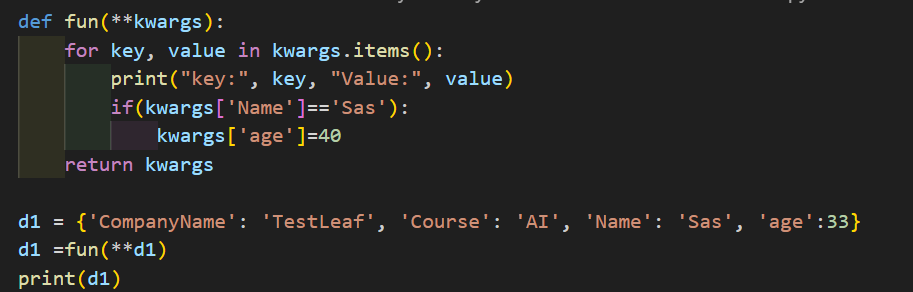 def fun(**kwargs):
    for key, value in kwargs.items():
        print("key:", key, "Value:", value)
        if(kwargs['Name']=='Sas'):
            kwargs['age']=40
    return kwargs

d1 = {'CompanyName': 'TestLeaf', 'Course': 'AI', 'Name': 'Sas', 'age':33}
d1 =fun(**d1)
print(d1)